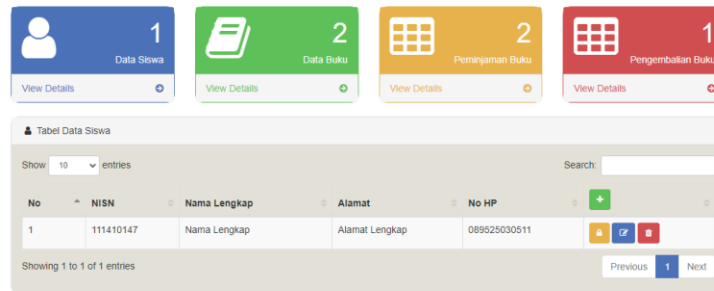 1
Data Siswa
View Details
2
Data Buku
View Details
2
Peminjaman Buku
View Details
1
Pengembalian Buku
View Details
Tabel Data Siswa
Show 10 entries
Search:
No NISN Nama Lengkap Alamat No HP
1 111410147 Nama Lengkap Alamat Lengkap 089525030511
Showing 1 to 1 of 1 entries
Previous 1 Next